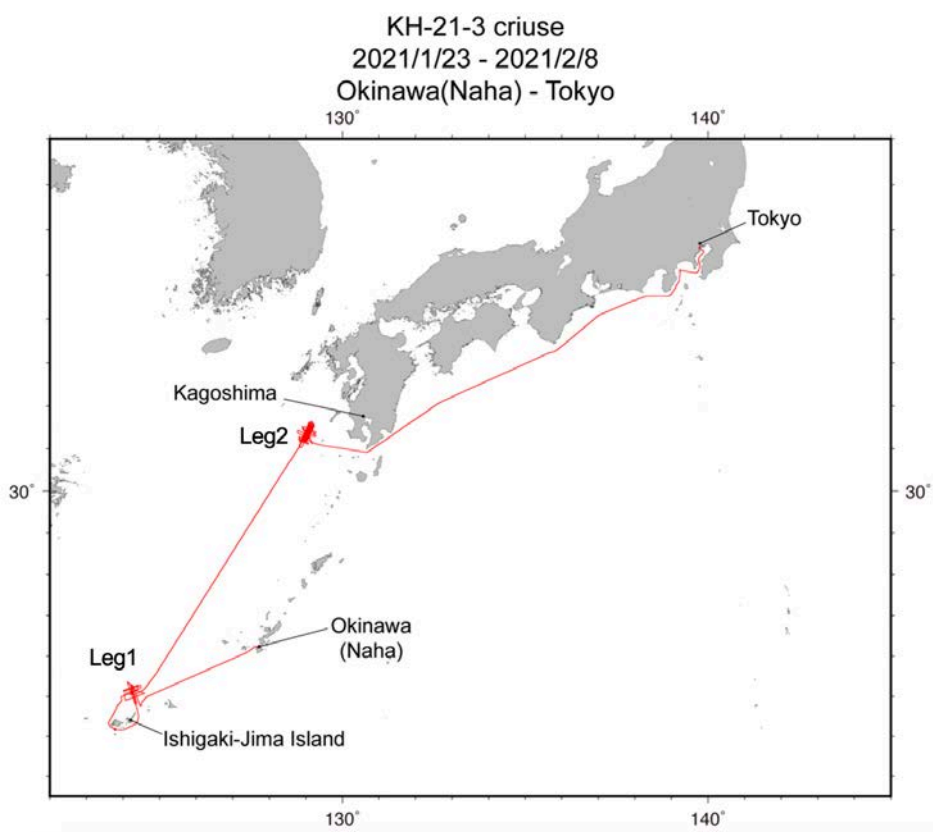 KH-21-3 criuse
2021/1/23 - 2021/2/8
Okinawa(Naha) - Tokyo
130°
140°
Tokyo
Kagoshima
Leg2
30°
30°
Okinawa
(Naha)
Leg1
Ishigaki-Jima Island
130°
140°